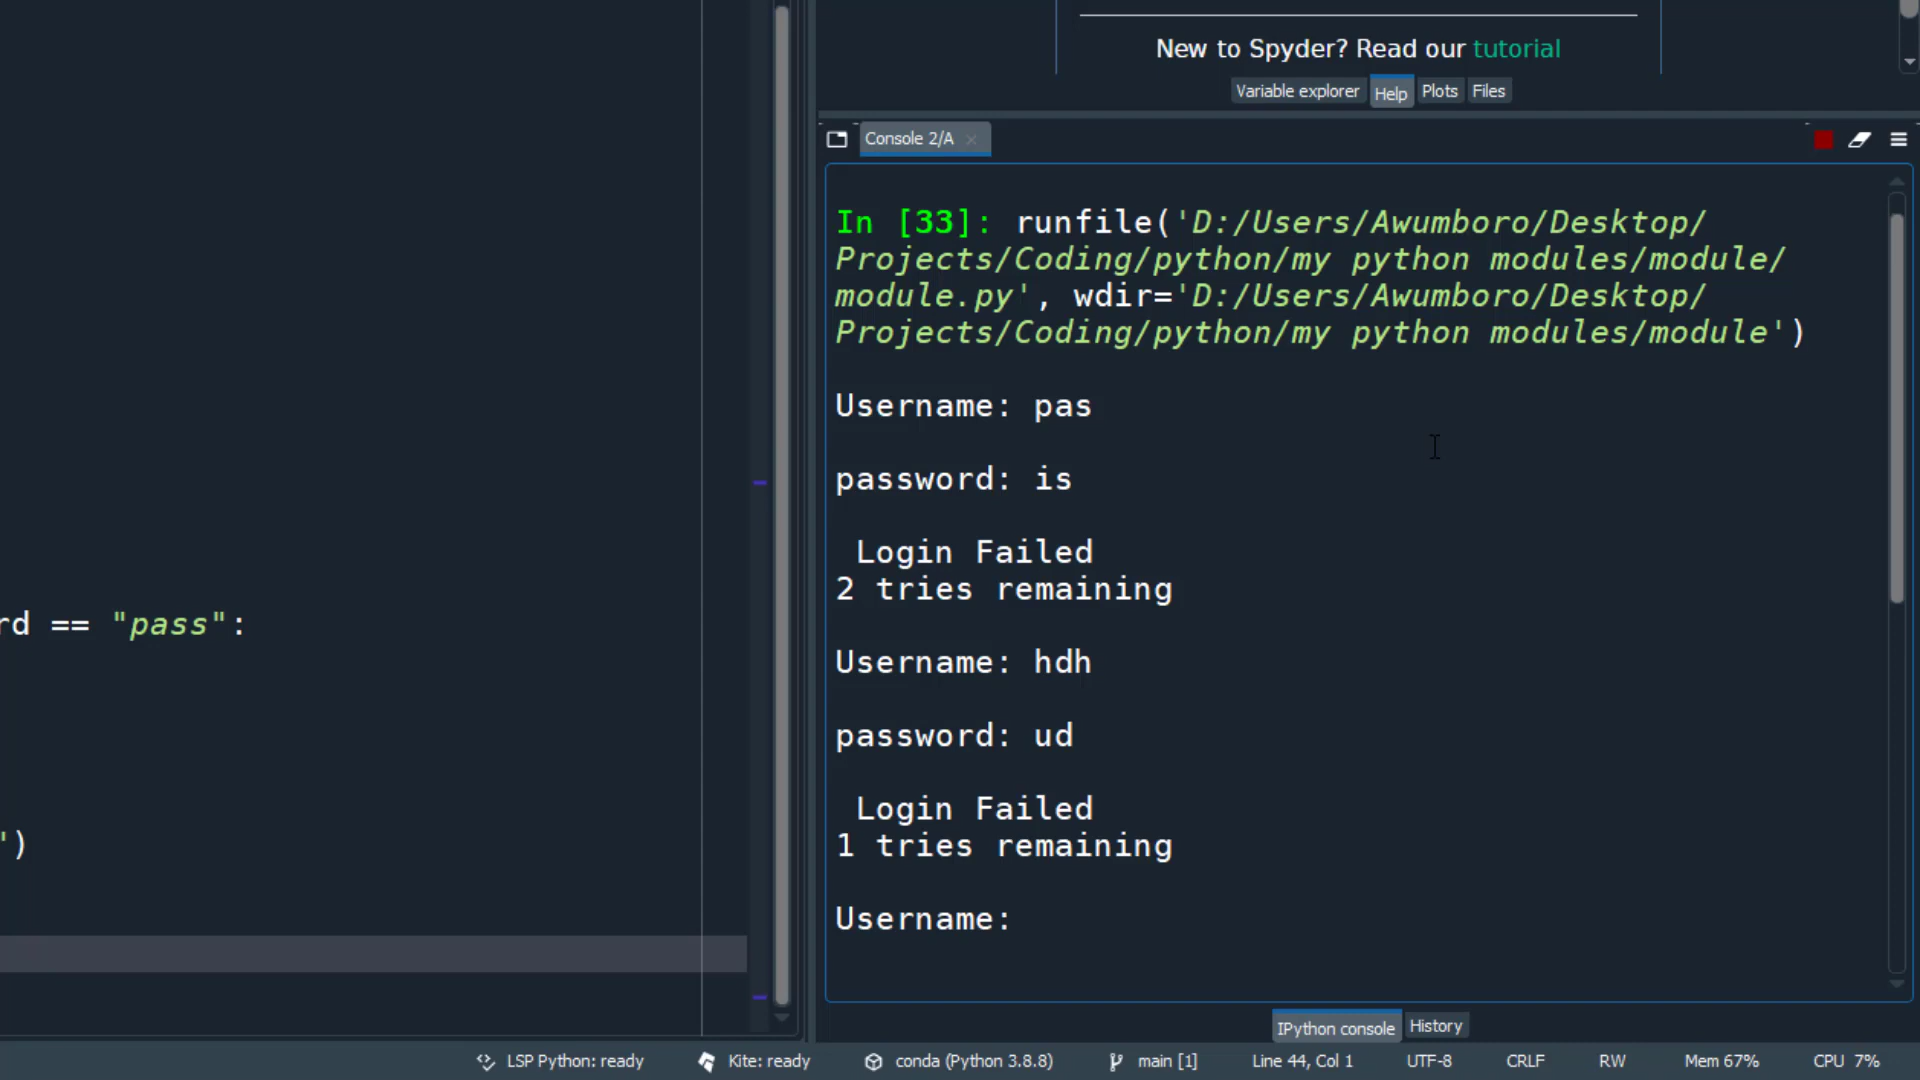 New to Spyder? Read our tutorial
Variable explorer Help Plots Files
Console 2/A
In [33]: runfile('D:/Users/Awumboro/Desktop/
Projects/Coding/python/my python modules/module/
module.py', wdir='D:/Users/Awumboro/Desktop/
Projects/Coding/python/my python modules/module')
Username: pas
password: is
Login Failed
2 tries remaining
Username: hdh
password: ud
Login Failed
1 tries remaining
Username:
rd == "pass":
')
IPython console History
LSP Python: ready Kite: ready conda (Python 3.8.8) main [1] Line 44, Col 1 UTF-8 CRLF RW Mem 67% CPU 7%